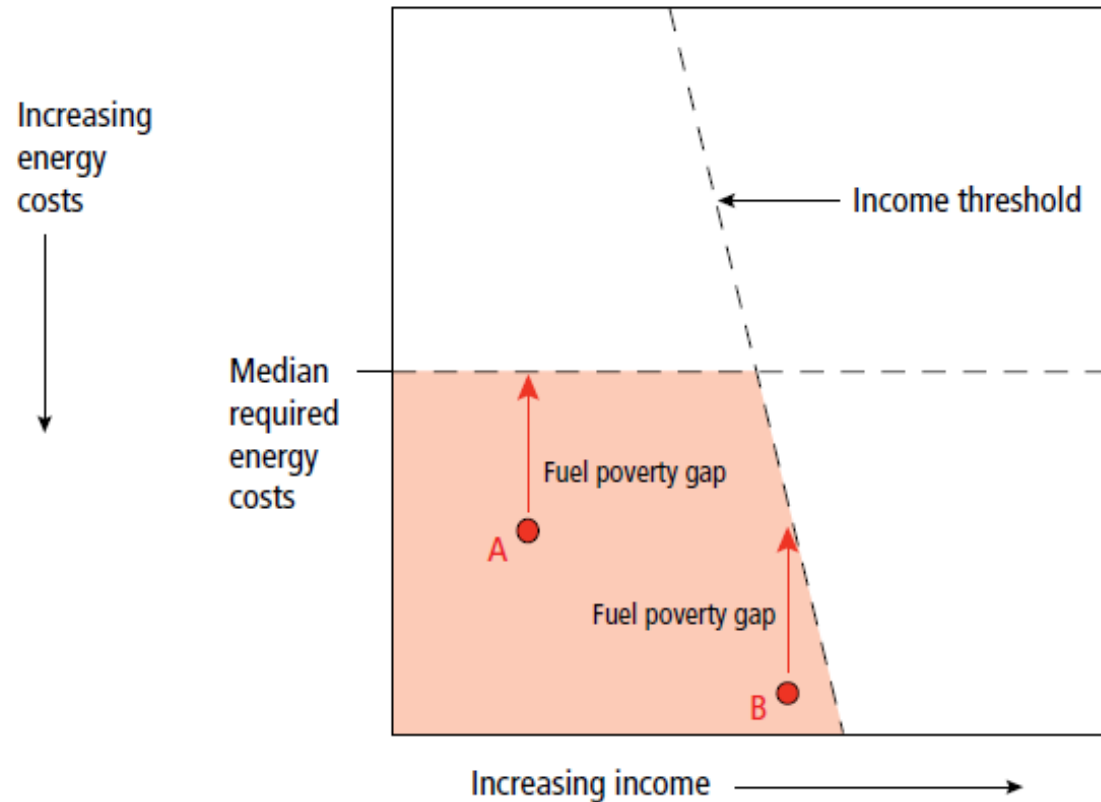 Increasing
energy
costs
Income threshold
Median
required
energy
costs
Fuel poverty gap
A
Fuel poverty gap
B
Increasing income